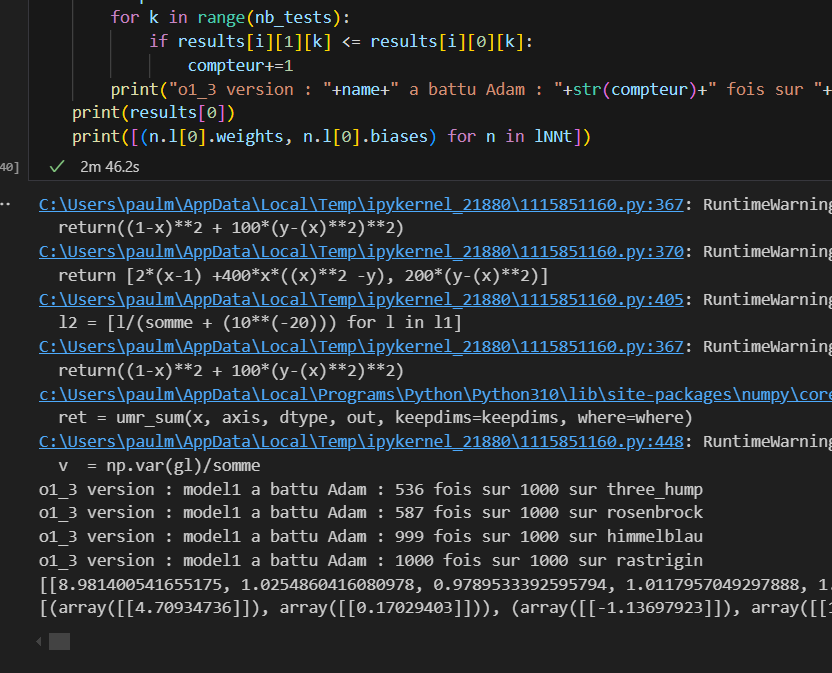 for k in range(nb_tests):
if results[i][1][k] <= results[i][0][k]:
compteur+=1
print("o1_3 version : "+name+" a battu Adam : "+str(compteur)+" fois sur "+
print(results[0])
print([(n.l[0].weights, n.l[0].biases) for n in lNNt])
40]
✓ 2m 46.2s
C:\Users\paulm\AppData\Local\Temp\ipykernel_21880\1115851160.py:367: RuntimeWarning
return((1-x)**2 + 100*(y-(x)**2)**2)
C:\Users\paulm\AppData\Local\Temp\ipykernel_21880\1115851160.py:370: RuntimeWarning
return [2*(x-1) +400*x*((x)**2 -y), 200*(y-(x)**2)]
C:\Users\paulm\AppData\Local\Temp\ipykernel_21880\1115851160.py:405: RuntimeWarning
l2 = [l/(somme + (10**(-20))) for l in l1]
C:\Users\paulm\AppData\Local\Temp\ipykernel_21880\1115851160.py:367: RuntimeWarning
return((1-x)**2 + 100*(y-(x)**2)**2)
c:\Users\paulm\AppData\Local\Programs\Python\Python310\lib\site-packages\numpy\core
ret = umr_sum(x, axis, dtype, out, keepdims=keepdims, where=where)
C:\Users\paulm\AppData\Local\Temp\ipykernel_21880\1115851160.py:448: RuntimeWarning
v  = np.var(gl)/somme
o1_3 version : model1 a battu Adam : 536 fois sur 1000 sur three_hump
o1_3 version : model1 a battu Adam : 587 fois sur 1000 sur rosenbrock
o1_3 version : model1 a battu Adam : 999 fois sur 1000 sur himmelblau
o1_3 version : model1 a battu Adam : 1000 fois sur 1000 sur rastrigin
[[8.981400541655175, 1.0254860416080978, 0.9789533392595794, 1.0117957049297888, 1.
[(array([[4.70934736]]), array([[0.17029403]])), (array([[-1.13697923]]), array([[1